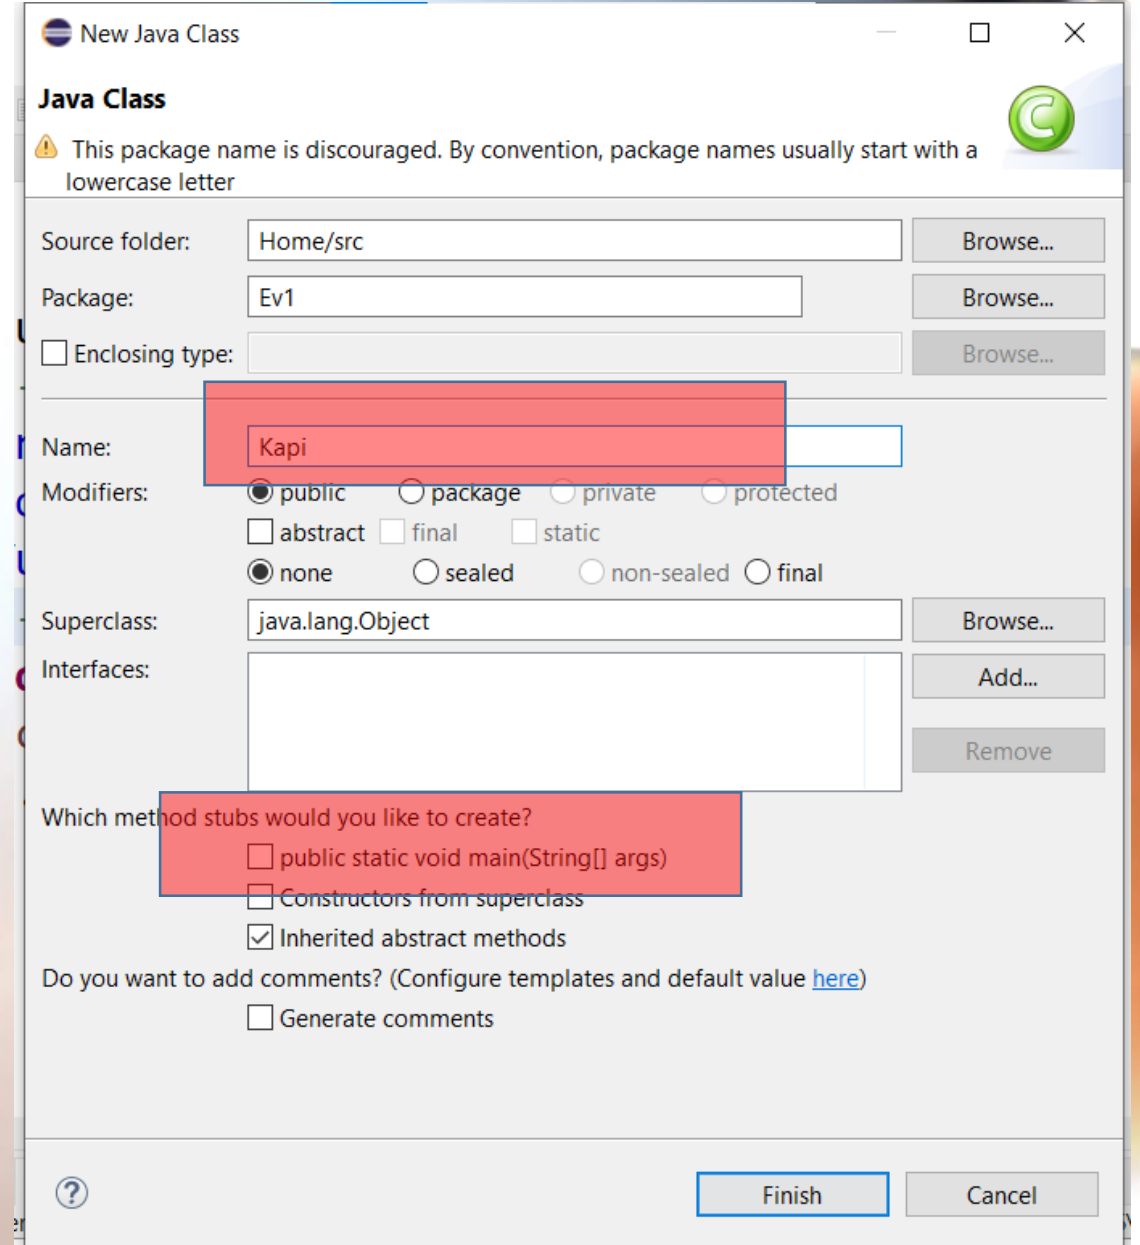 New Java Class
Java Class
This package name is discouraged. By convention, package names usually start with a
lowercase letter
Source folder: Home/src Browse...
Package: Ev1 Browse...
Enclosing type: Browse...
Name: Kapi
Modifiers: public package private protected
abstract final static
none sealed non-sealed final
Superclass: java.lang.Object Browse...
Interfaces: Add...
Remove
Which method stubs would you like to create?
public static void main(String[] args)
Constructors from superclass
Inherited abstract methods
Do you want to add comments? (Configure templates and default value here)
Generate comments
Finish Cancel